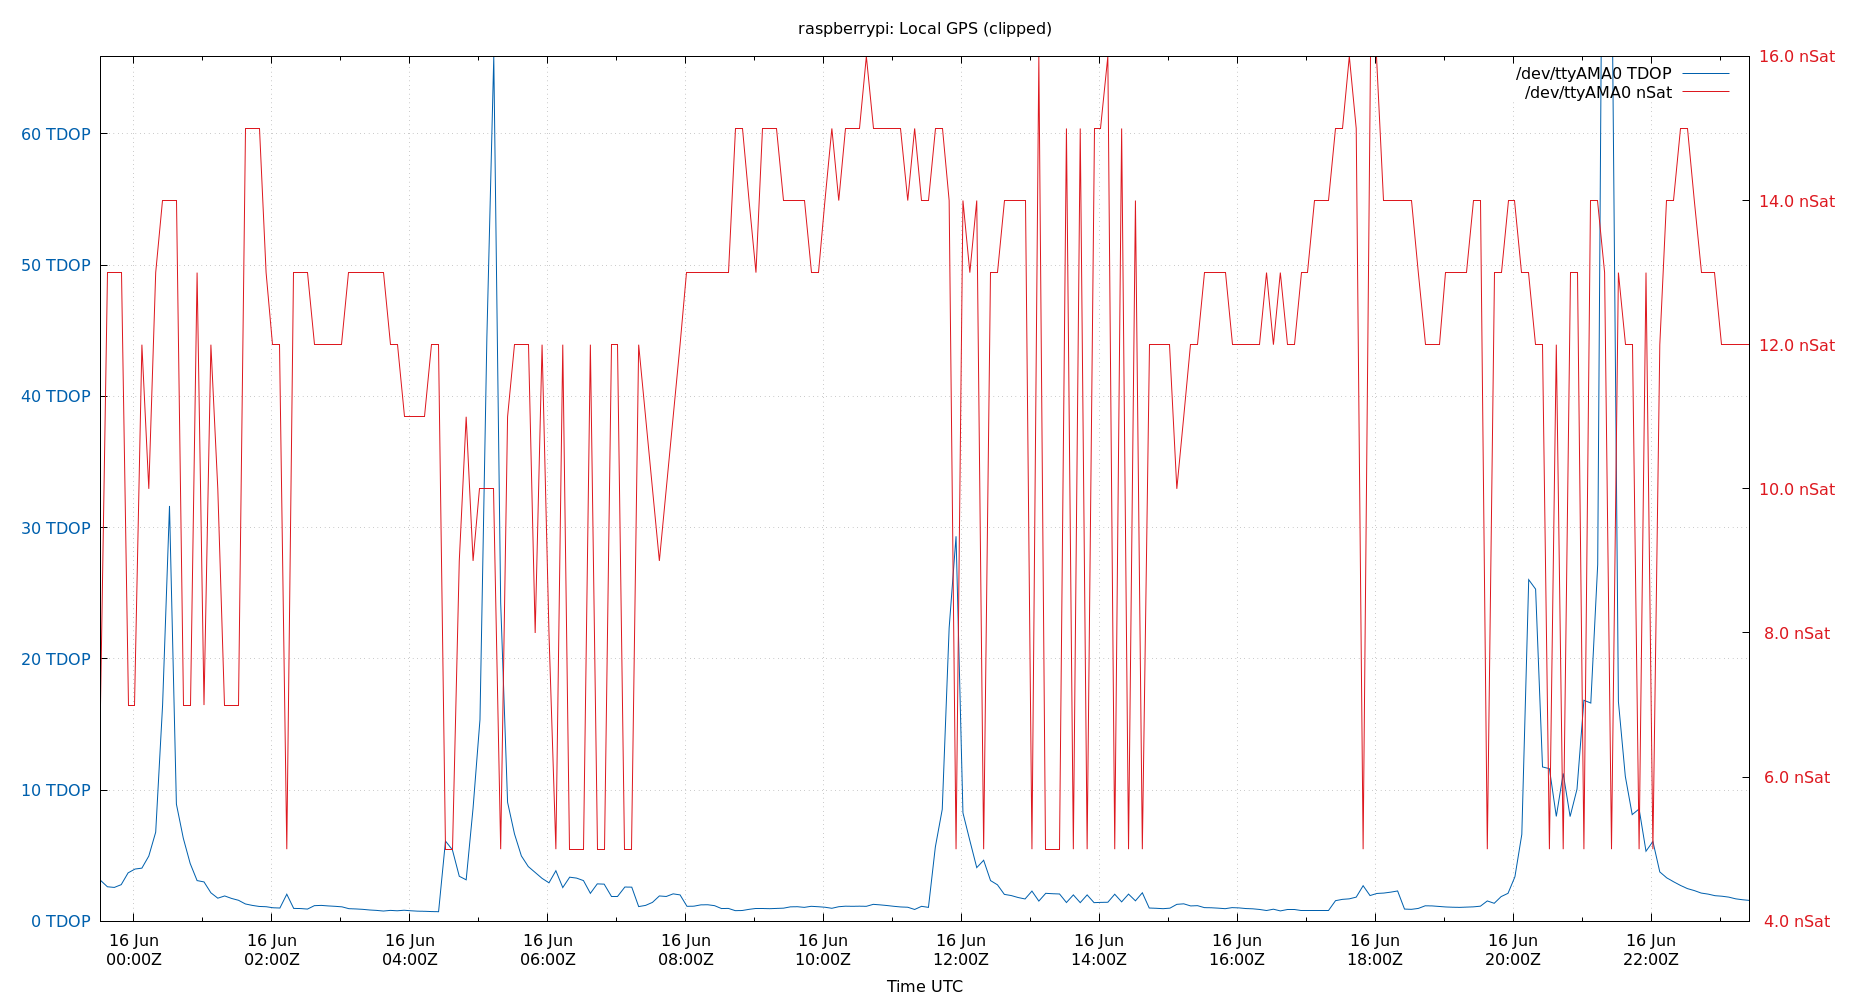 raspberrypi: Local GPS (clipped)
16.0 nSat
/dev/ttyAMA0 TDOP
/dev/ttyAMA0 nSat
60 TDOP
14.0 nSat
50 TDOP
12.0 nSat
40 TDOP
10.0 nSat
30 TDOP
8.0 nSat
20 TDOP
6.0 nSat
10 TDOP
0 TDOP
4.0 nSat
16 Jun 16 Jun 16 Jun 16 Jun 16 Jun 16 Jun 16 Jun 16 Jun 16 Jun 16 Jun 16 Jun 16 Jun
00:00Z 02:00Z 04:00Z 06:00Z 08:00Z 10:00Z 12:00Z 14:00Z 16:00Z 18:00Z 20:00Z 22:00Z
Time UTC